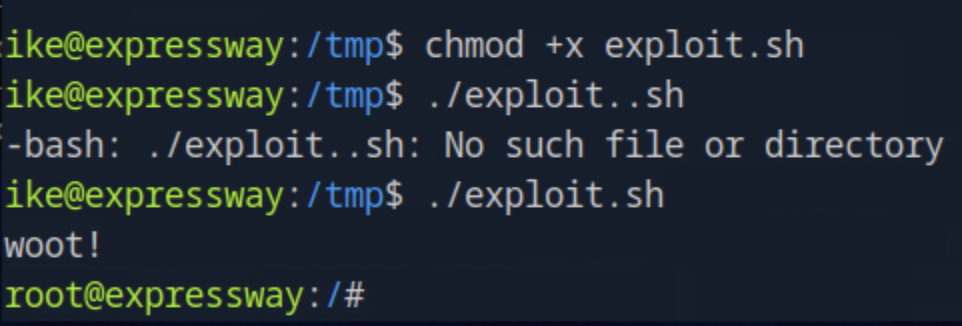 ike@expressway:/tmp$ chmod +x exploit.sh
ike@expressway:/tmp$ ./exploit..sh
-bash: ./exploit..sh: No such file or directory
ike@expressway:/tmp$ ./exploit.sh
woot!
root@expressway:/#